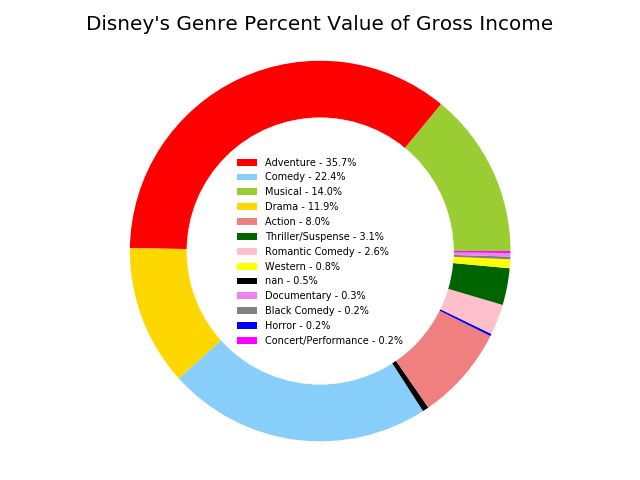 Disney's Genre Percent Value of Gross Income
Adventure - 35.7%
Comedy - 22.4%
Musical - 14.0%
Drama - 11.9%
Action - 8.0%
Thriller/Suspense - 3.1%
Romantic Comedy - 2.6%
Western - 0.8%
nan - 0.5%
Documentary - 0.3%
Black Comedy - 0.2%
Horror - 0.2%
Concert/Performance - 0.2%